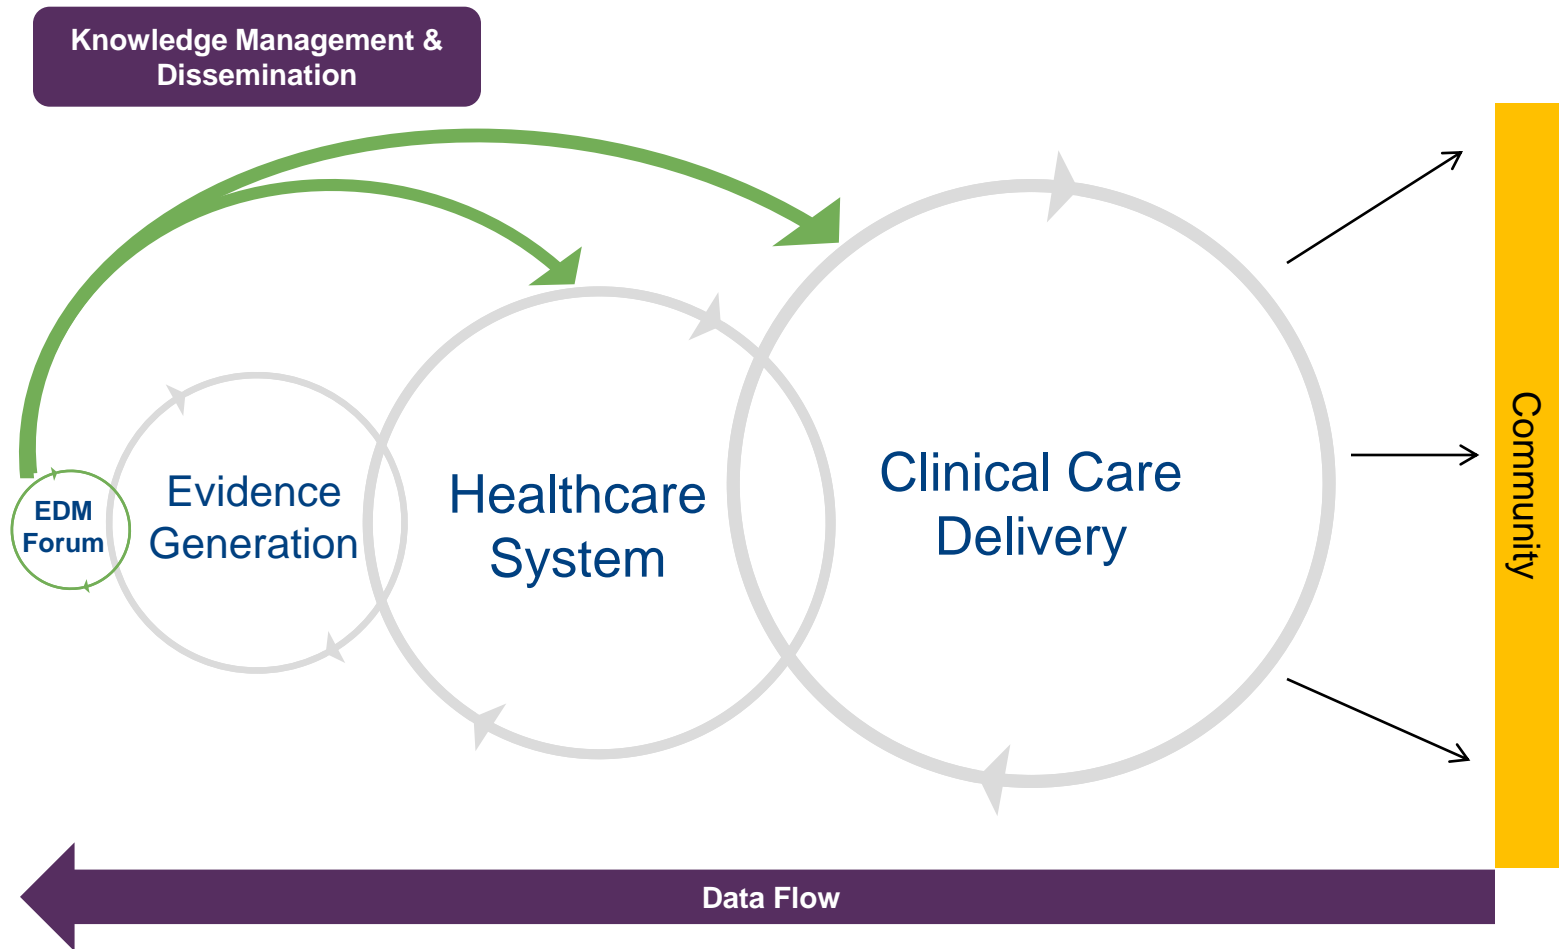 Knowledge Management &
Dissemination
EDM
Forum
Evidence
Generation
Healthcare
System
Clinical Care
Delivery
Community
Data Flow